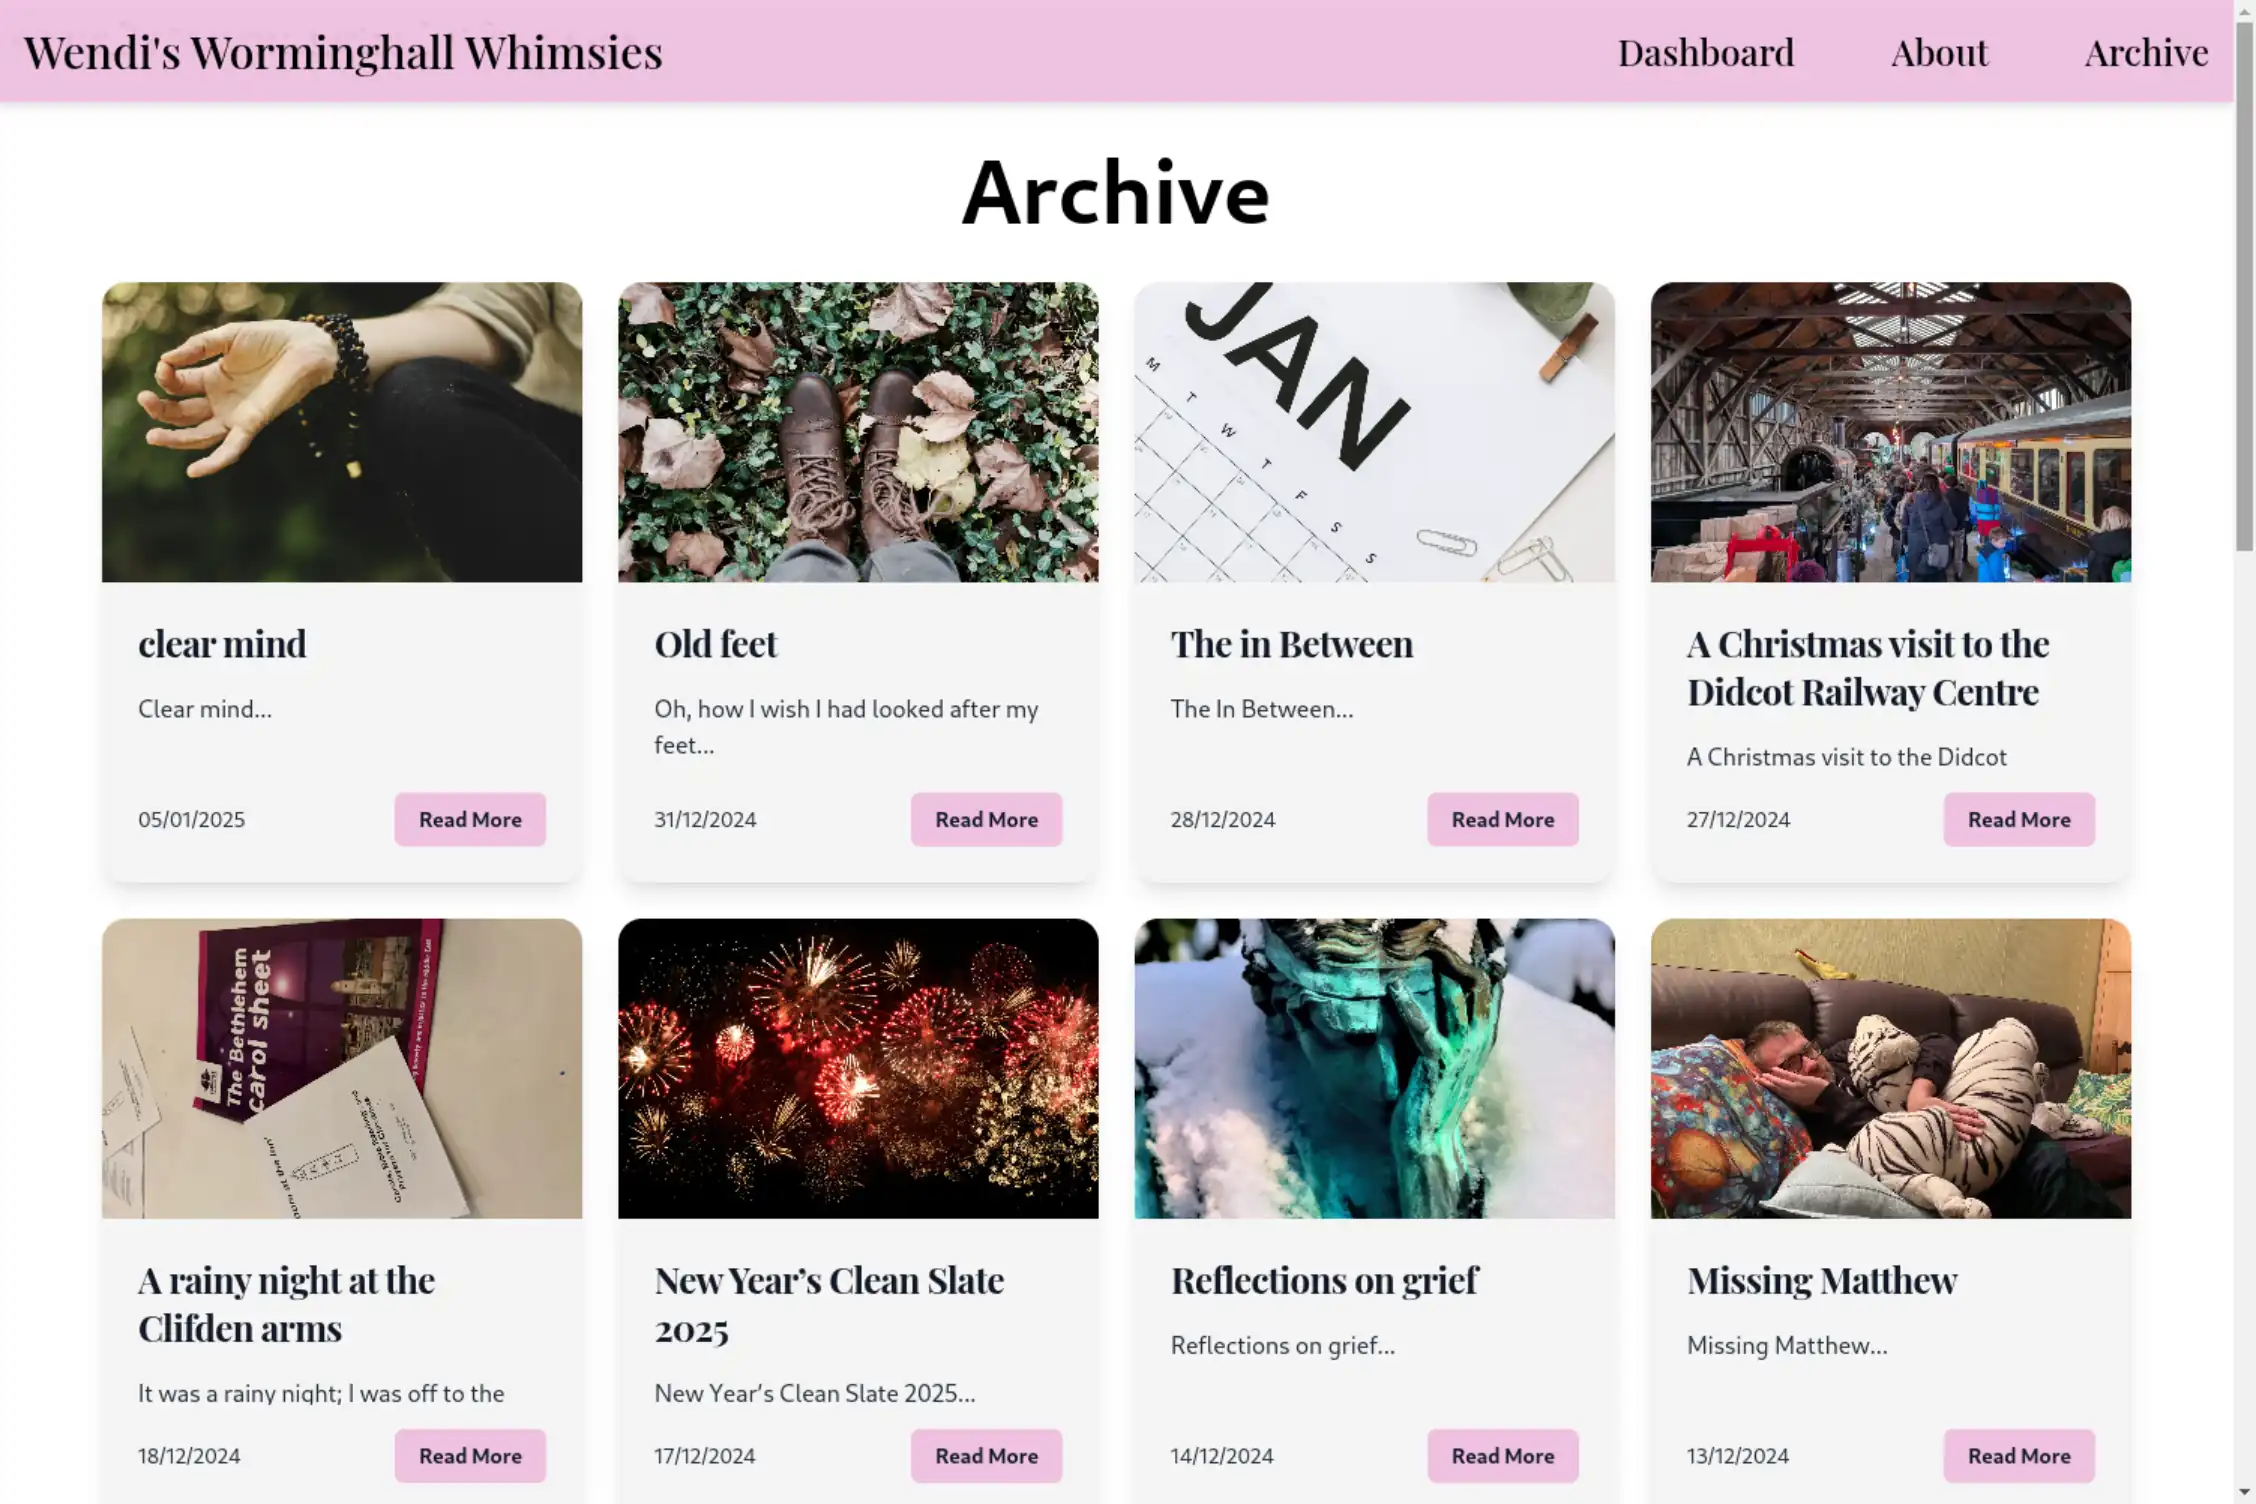 Wendi's Worminghall Whimsies
Dashboard
About
Archive
Archive
JAN
M T W T F S S
clear mind
Clear mind...
05/01/2025
Read More
Old feet
Oh, how I wish I had looked after my
feet...
31/12/2024
Read More
The in Between
The In Between...
28/12/2024
Read More
A Christmas visit to the
Didcot Railway Centre
A Christmas visit to the Didcot
27/12/2024
Read More
The Bethlehem
carol sheet
A rainy night at the
Clifden arms
It was a rainy night; I was off to the
18/12/2024
Read More
New Year’s Clean Slate
2025
New Year’s Clean Slate 2025...
17/12/2024
Read More
Reflections on grief
Reflections on grief...
14/12/2024
Read More
Missing Matthew
Missing Matthew...
13/12/2024
Read More